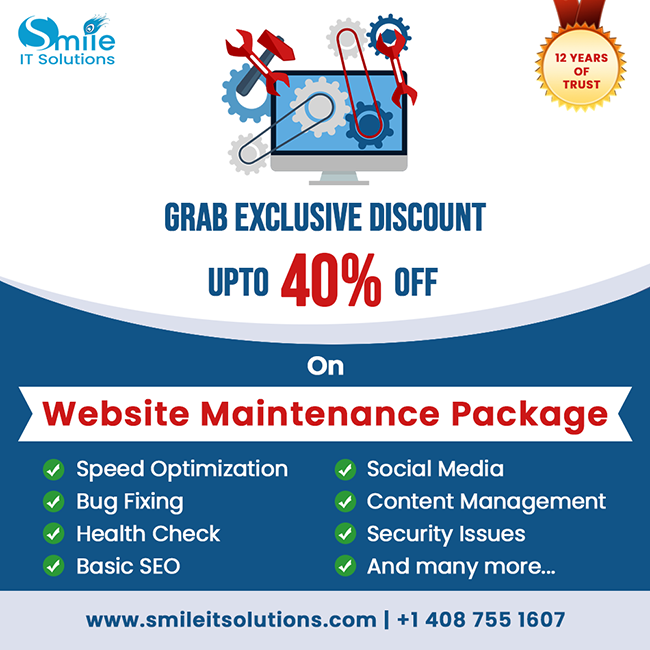 Smile
IT Solutions
12 YEARS
OF
TRUST
GRAB EXCLUSIVE DISCOUNT
UPTO 40% OFF
On
Website Maintenance Package
Speed Optimization
Bug Fixing
Health Check
Basic SEO
Social Media
Content Management
Security Issues
And many more...
www.smileitsolutions.com | +1 408 755 1607